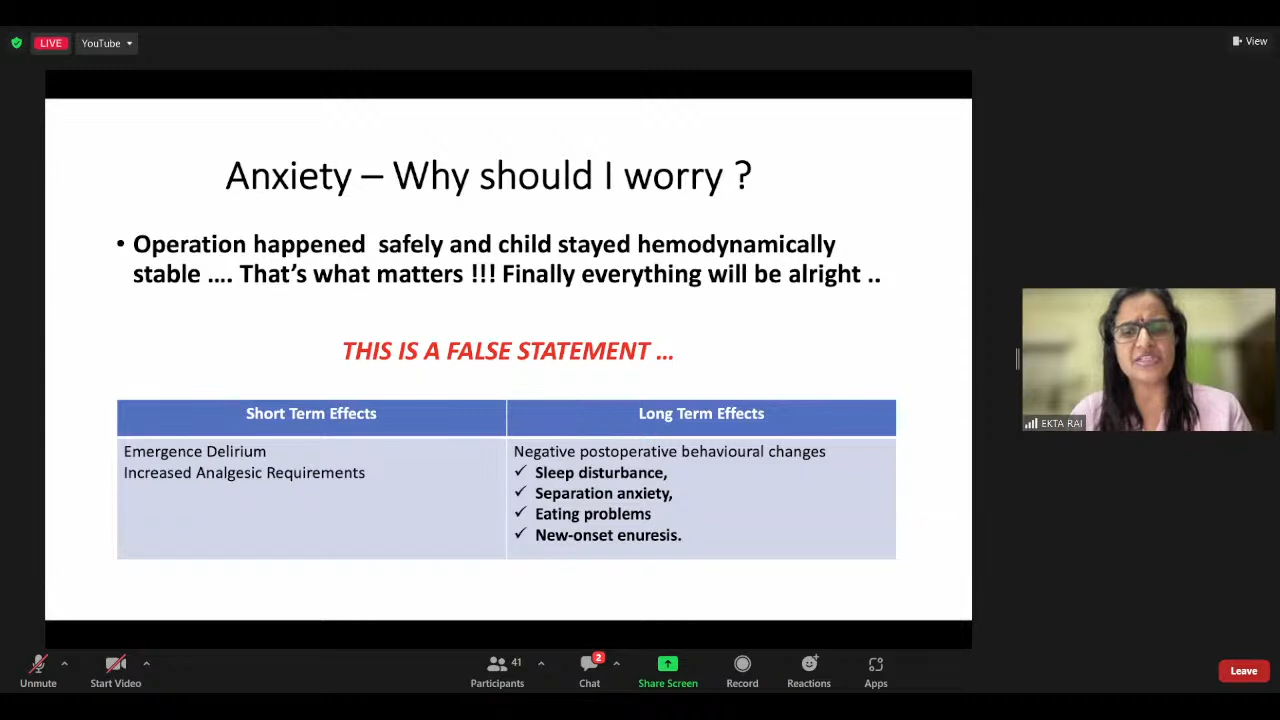 LIVE
YouTube
View
Anxiety – Why should I worry ?
• Operation happened  safely and child stayed hemodynamically
stable …. That’s what matters !!! Finally everything will be alright ..
THIS IS A FALSE STATEMENT …
Short Term Effects
Long Term Effects
Emergence Delirium
Increased Analgesic Requirements
Negative postoperative behavioural changes
✓ Sleep disturbance,
✓ Separation anxiety,
✓ Eating problems
✓ New-onset enuresis.
EKTA RAI
Unmute
Start Video
41
Participants
2
Chat
Share Screen
Record
Reactions
Apps
Leave